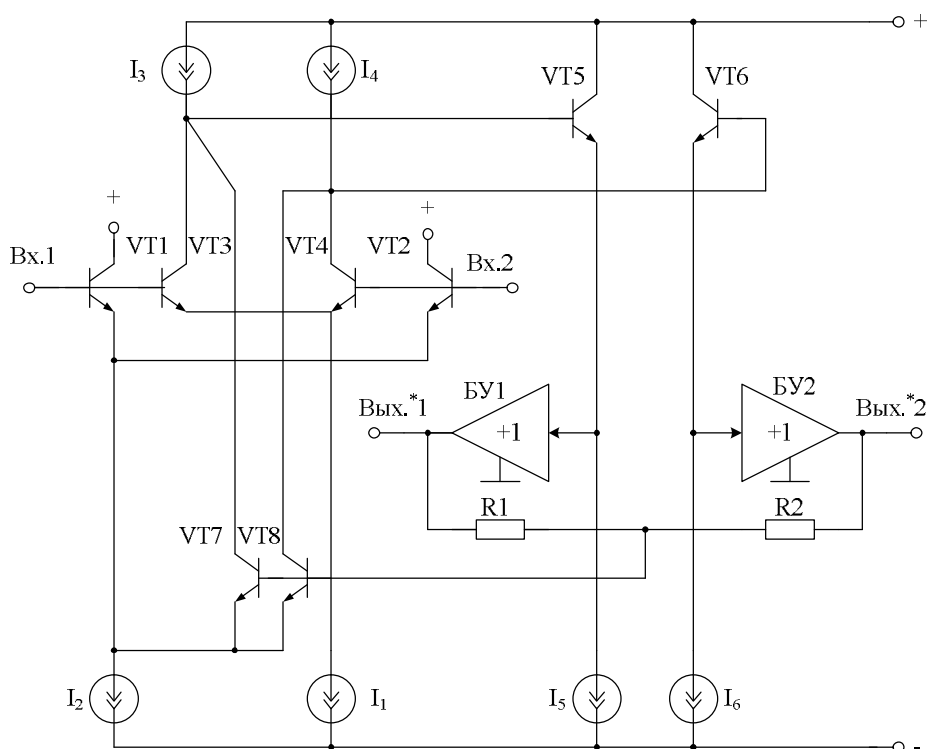 +
I3
I4
VT5
VT6
+
+
VT1
VT3
VT4
VT2
Вх.1
Вх.2
БУ1
БУ2
Вых.*1
+1
+1
Вых.*2
R1
R2
VT7
VT8
I2
I1
I5
I6
-